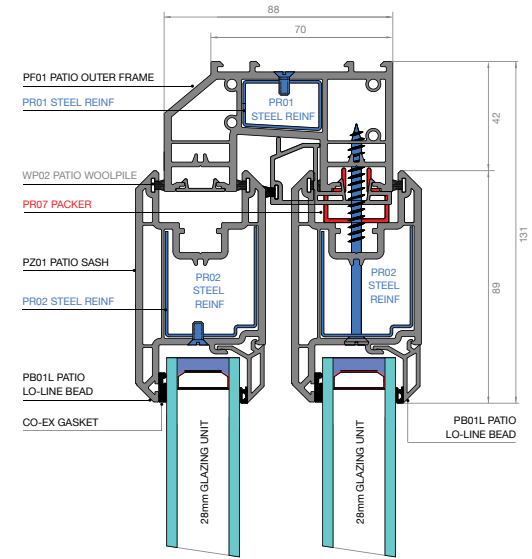 88
70
PF01 PATIO OUTER FRAME
PR01 STEEL REINF
PR01
STEEL REINF
42
WP02 PATIO WOOLPILE
PR07 PACKER
131
PZ01 PATIO SASH
PR02
STEEL
REINF
PR02
STEEL
REINF
89
PR02 STEEL REINF
PB01L PATIO
LO-LINE BEAD
CO-EX GASKET
PB01L PATIO
LO-LINE BEAD
28mm GLAZING UNIT
28mm GLAZING UNIT